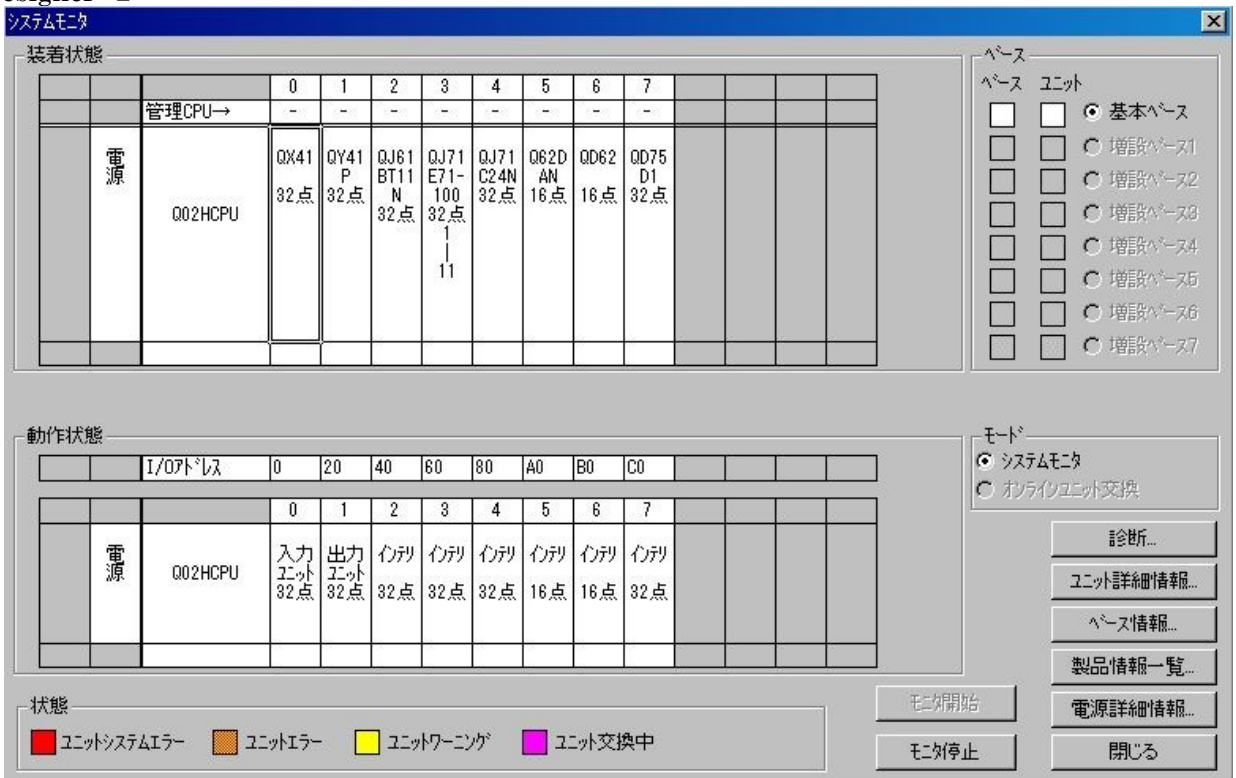 システムモニタ
装着状態
0 1 2 3 4 5 6 7
管理CPU→ - - - - - - - -
電源
Q02HCPU
QX41 32点
QY41P 32点
QJ61BT11N 32点
QJ71E71-100 32点 1 | 11
QJ71C24N 32点
Q62DAN 16点
QD62 16点
QD75D1 32点
ベース
ベース ユニット
基本ベース
増設ベース1
増設ベース2
増設ベース3
増設ベース4
増設ベース5
増設ベース6
増設ベース7
動作状態
I/Oアドレス 0 20 40 60 80 A0 B0 C0
0 1 2 3 4 5 6 7
電源
Q02HCPU
入力ユニット 32点
出力ユニット 32点
インテリ 32点
インテリ 32点
インテリ 32点
インテリ 16点
インテリ 16点
インテリ 32点
モード
システムモニタ
オンラインユニット交換
診断...
ユニット詳細情報...
ベース情報...
製品情報一覧...
電源詳細情報...
閉じる
モニタ開始
モニタ停止
状態
ユニットシステムエラー ユニットエラー ユニットワーニング ユニット交換中